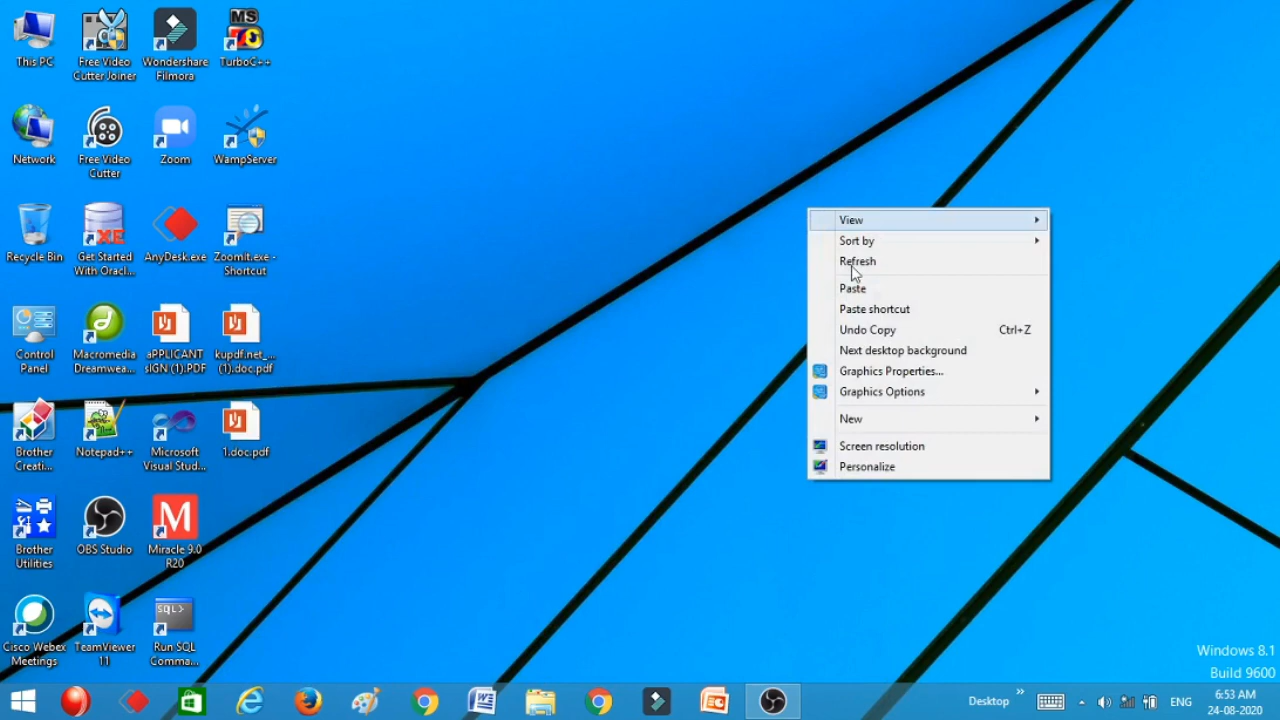 This PC
Free Video
Cutter Joiner
Wondershare
Filmora
MS
TurboC++
Network
Free Video
Cutter
Zoom
WampServer
Recycle Bin
XE
Get Started
With Oracl...
AnyDesk.exe
Zoomit.exe -
Shortcut
Control
Panel
Macromedia
Dreamwea...
aPPLICANT
sIGN (1).PDF
kupdf.net_...
(1).doc.pdf
Brother
Creati...
Notepad++
Microsoft
Visual Stud...
1.doc.pdf
Brother
Utilities
OBS Studio
M
Miracle 9.0
R20
Cisco Webex
Meetings
TeamViewer
11
SQL>
Run SQL
Comma...
View
Sort by
Refresh
Paste
Paste shortcut
Undo Copy Ctrl+Z
Next desktop background
Graphics Properties...
Graphics Options
New
Screen resolution
Personalize
Windows 8.1
Build 9600
Desktop
ENG
6:53 AM
24-08-2020